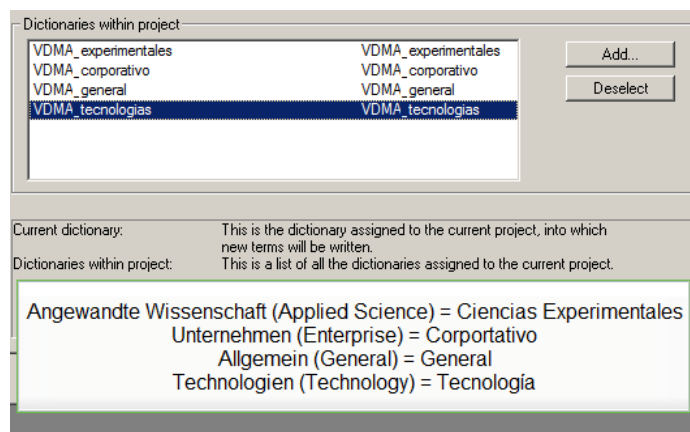 Dictionaries within project
VDMA_experimentales VDMA_experimentales
VDMA_corporativo VDMA_corporativo
VDMA_general VDMA_general
VDMA_tecnologias VDMA_tecnologias
Add...
Deselect
Current dictionary: This is the dictionary assigned to the current project, into which
new terms will be written.
Dictionaries within project: This is a list of all the dictionaries assigned to the current project.
Angewandte Wissenschaft (Applied Science) = Ciencias Experimentales
Unternehmen (Enterprise) = Corportativo
Allgemein (General) = General
Technologien (Technology) = Tecnología